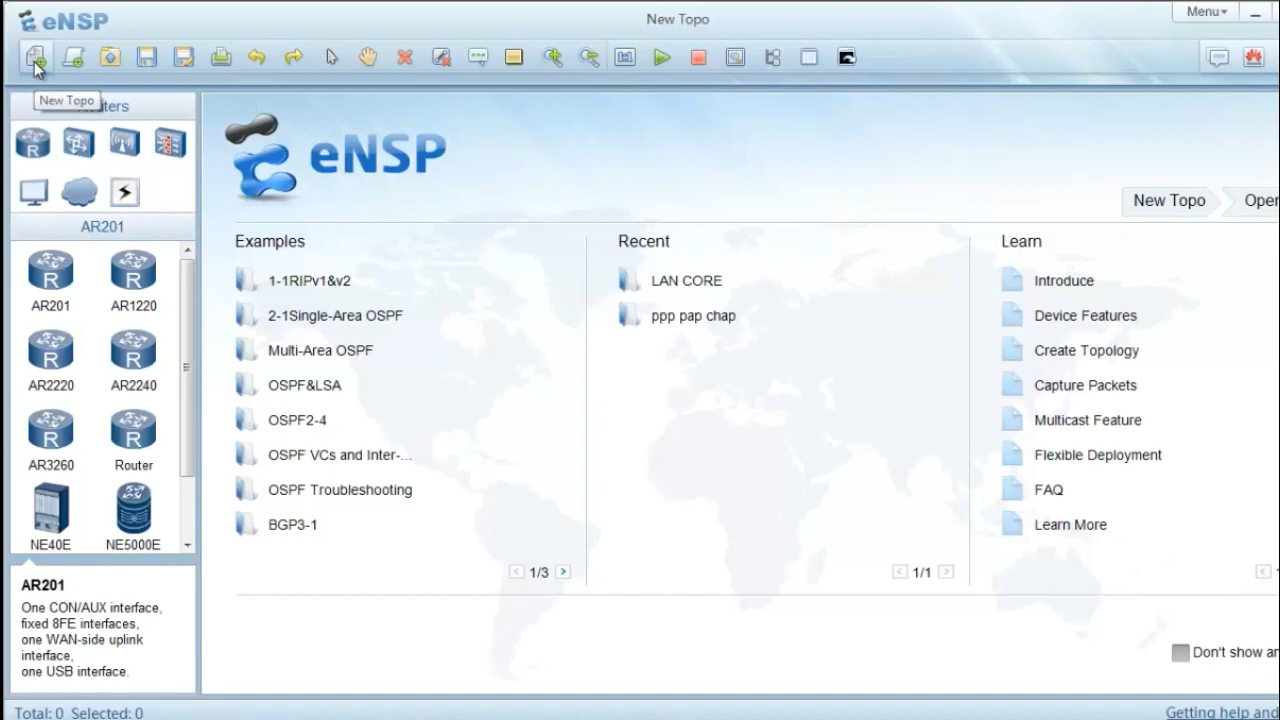 eNSP
New Topo
Menu
New Topo
Routers
AR201
AR201
AR1220
AR2220
AR2240
AR3260
Router
NE40E
NE5000E
AR201
One CON/AUX interface,
fixed 8FE interfaces,
one WAN-side uplink
interface,
one USB interface.
eNSP
New Topo
Open
Examples
1-1RIPv1&v2
2-1Single-Area OSPF
Multi-Area OSPF
OSPF&LSA
OSPF2-4
OSPF VCs and Inter-...
OSPF Troubleshooting
BGP3-1
1/3
Recent
LAN CORE
ppp pap chap
1/1
Learn
Introduce
Device Features
Create Topology
Capture Packets
Multicast Feature
Flexible Deployment
FAQ
Learn More
Don't show
Total: 0 Selected: 0
Getting help and